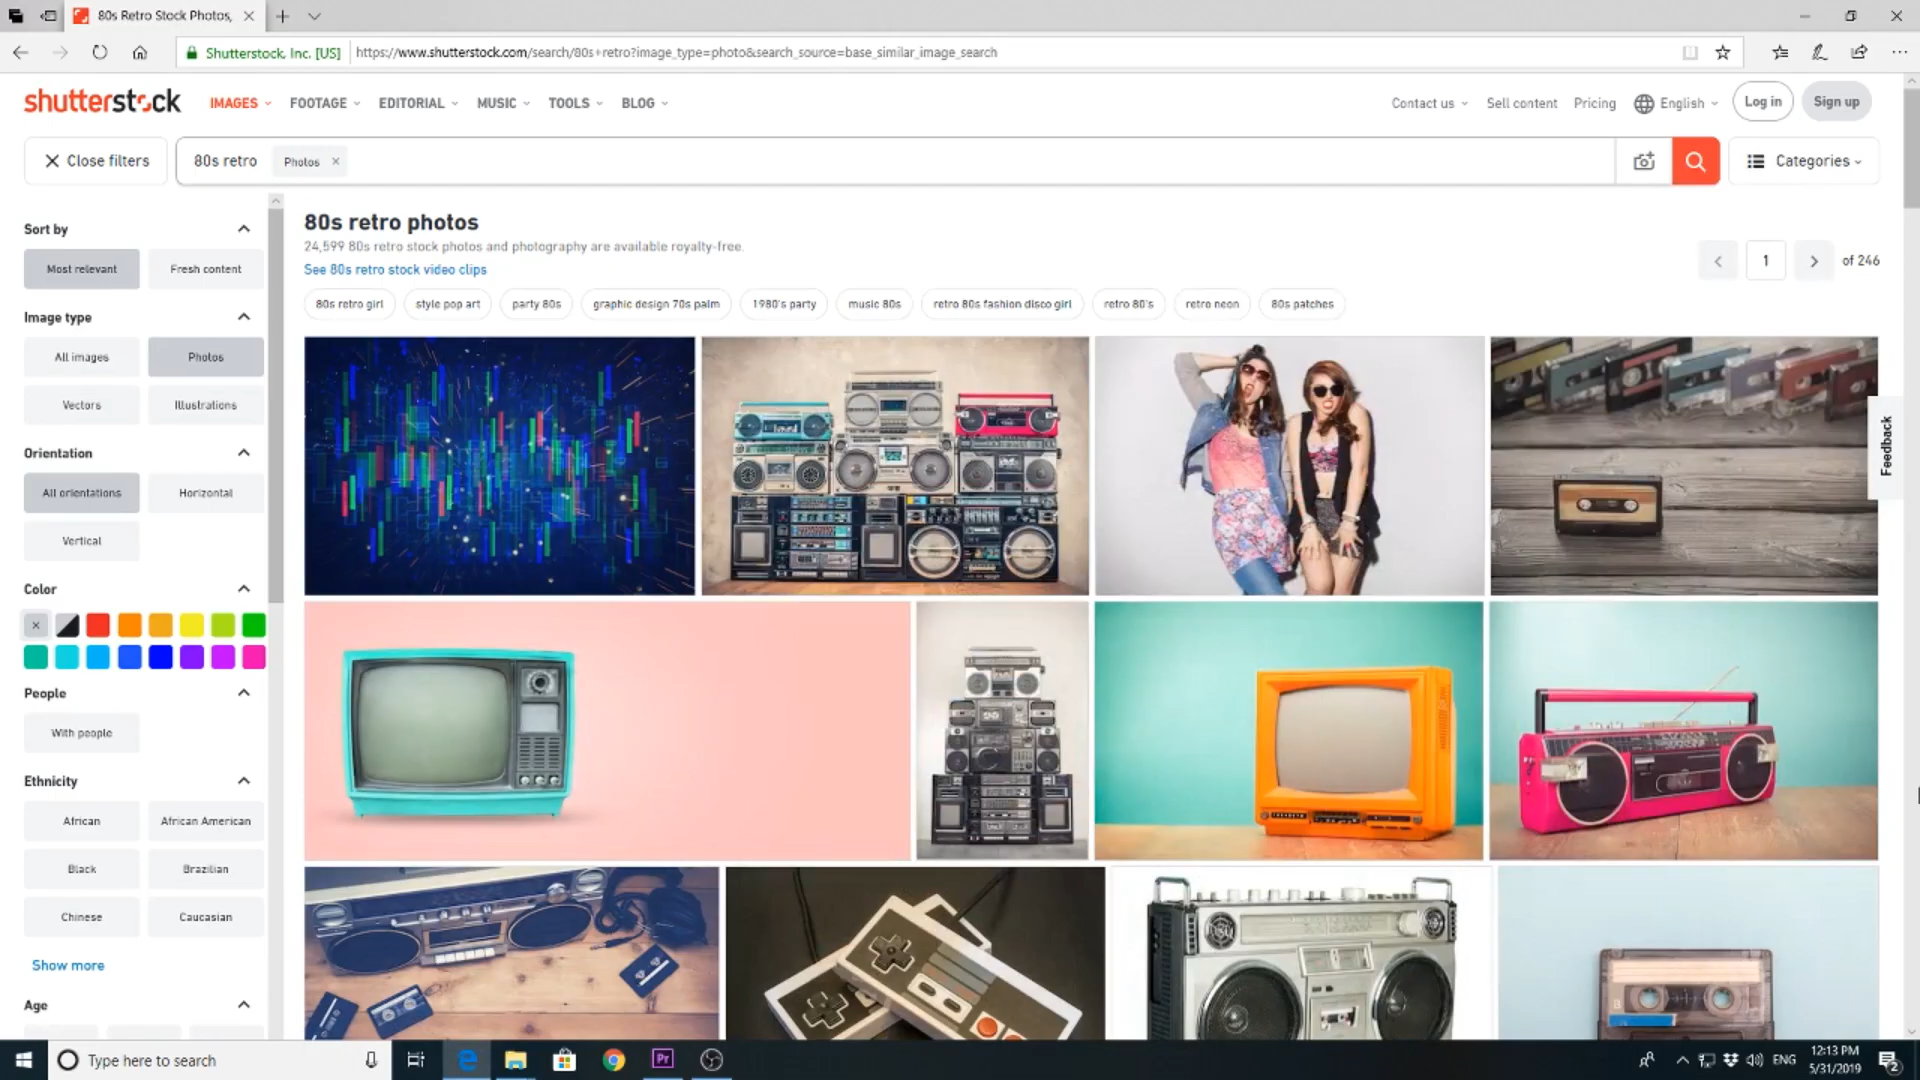 80s Retro Stock Photos,
Shutterstock, Inc. [US]
https://www.shutterstock.com/search/80s+retro?image_type=photo&search_source=base_similar_image_search
shutterstock
IMAGES
FOOTAGE
EDITORIAL
MUSIC
TOOLS
BLOG
Contact us
Sell content
Pricing
English
Log in
Sign up
Close filters
80s retro
Photos
Categories
Sort by
Most relevant
Fresh content
Image type
All images
Photos
Vectors
Illustrations
Orientation
All orientations
Horizontal
Vertical
Color
People
With people
Ethnicity
African
African American
Black
Brazilian
Chinese
Caucasian
Show more
Age
80s retro photos
24,599 80s retro stock photos and photography are available royalty-free.
See 80s retro stock video clips
1
of 246
80s retro girl
style pop art
party 80s
graphic design 70s palm
1980's party
music 80s
retro 80s fashion disco girl
retro 80's
retro neon
80s patches
Feedback
Type here to search
Pr
ENG
12:13 PM
5/31/2019
2